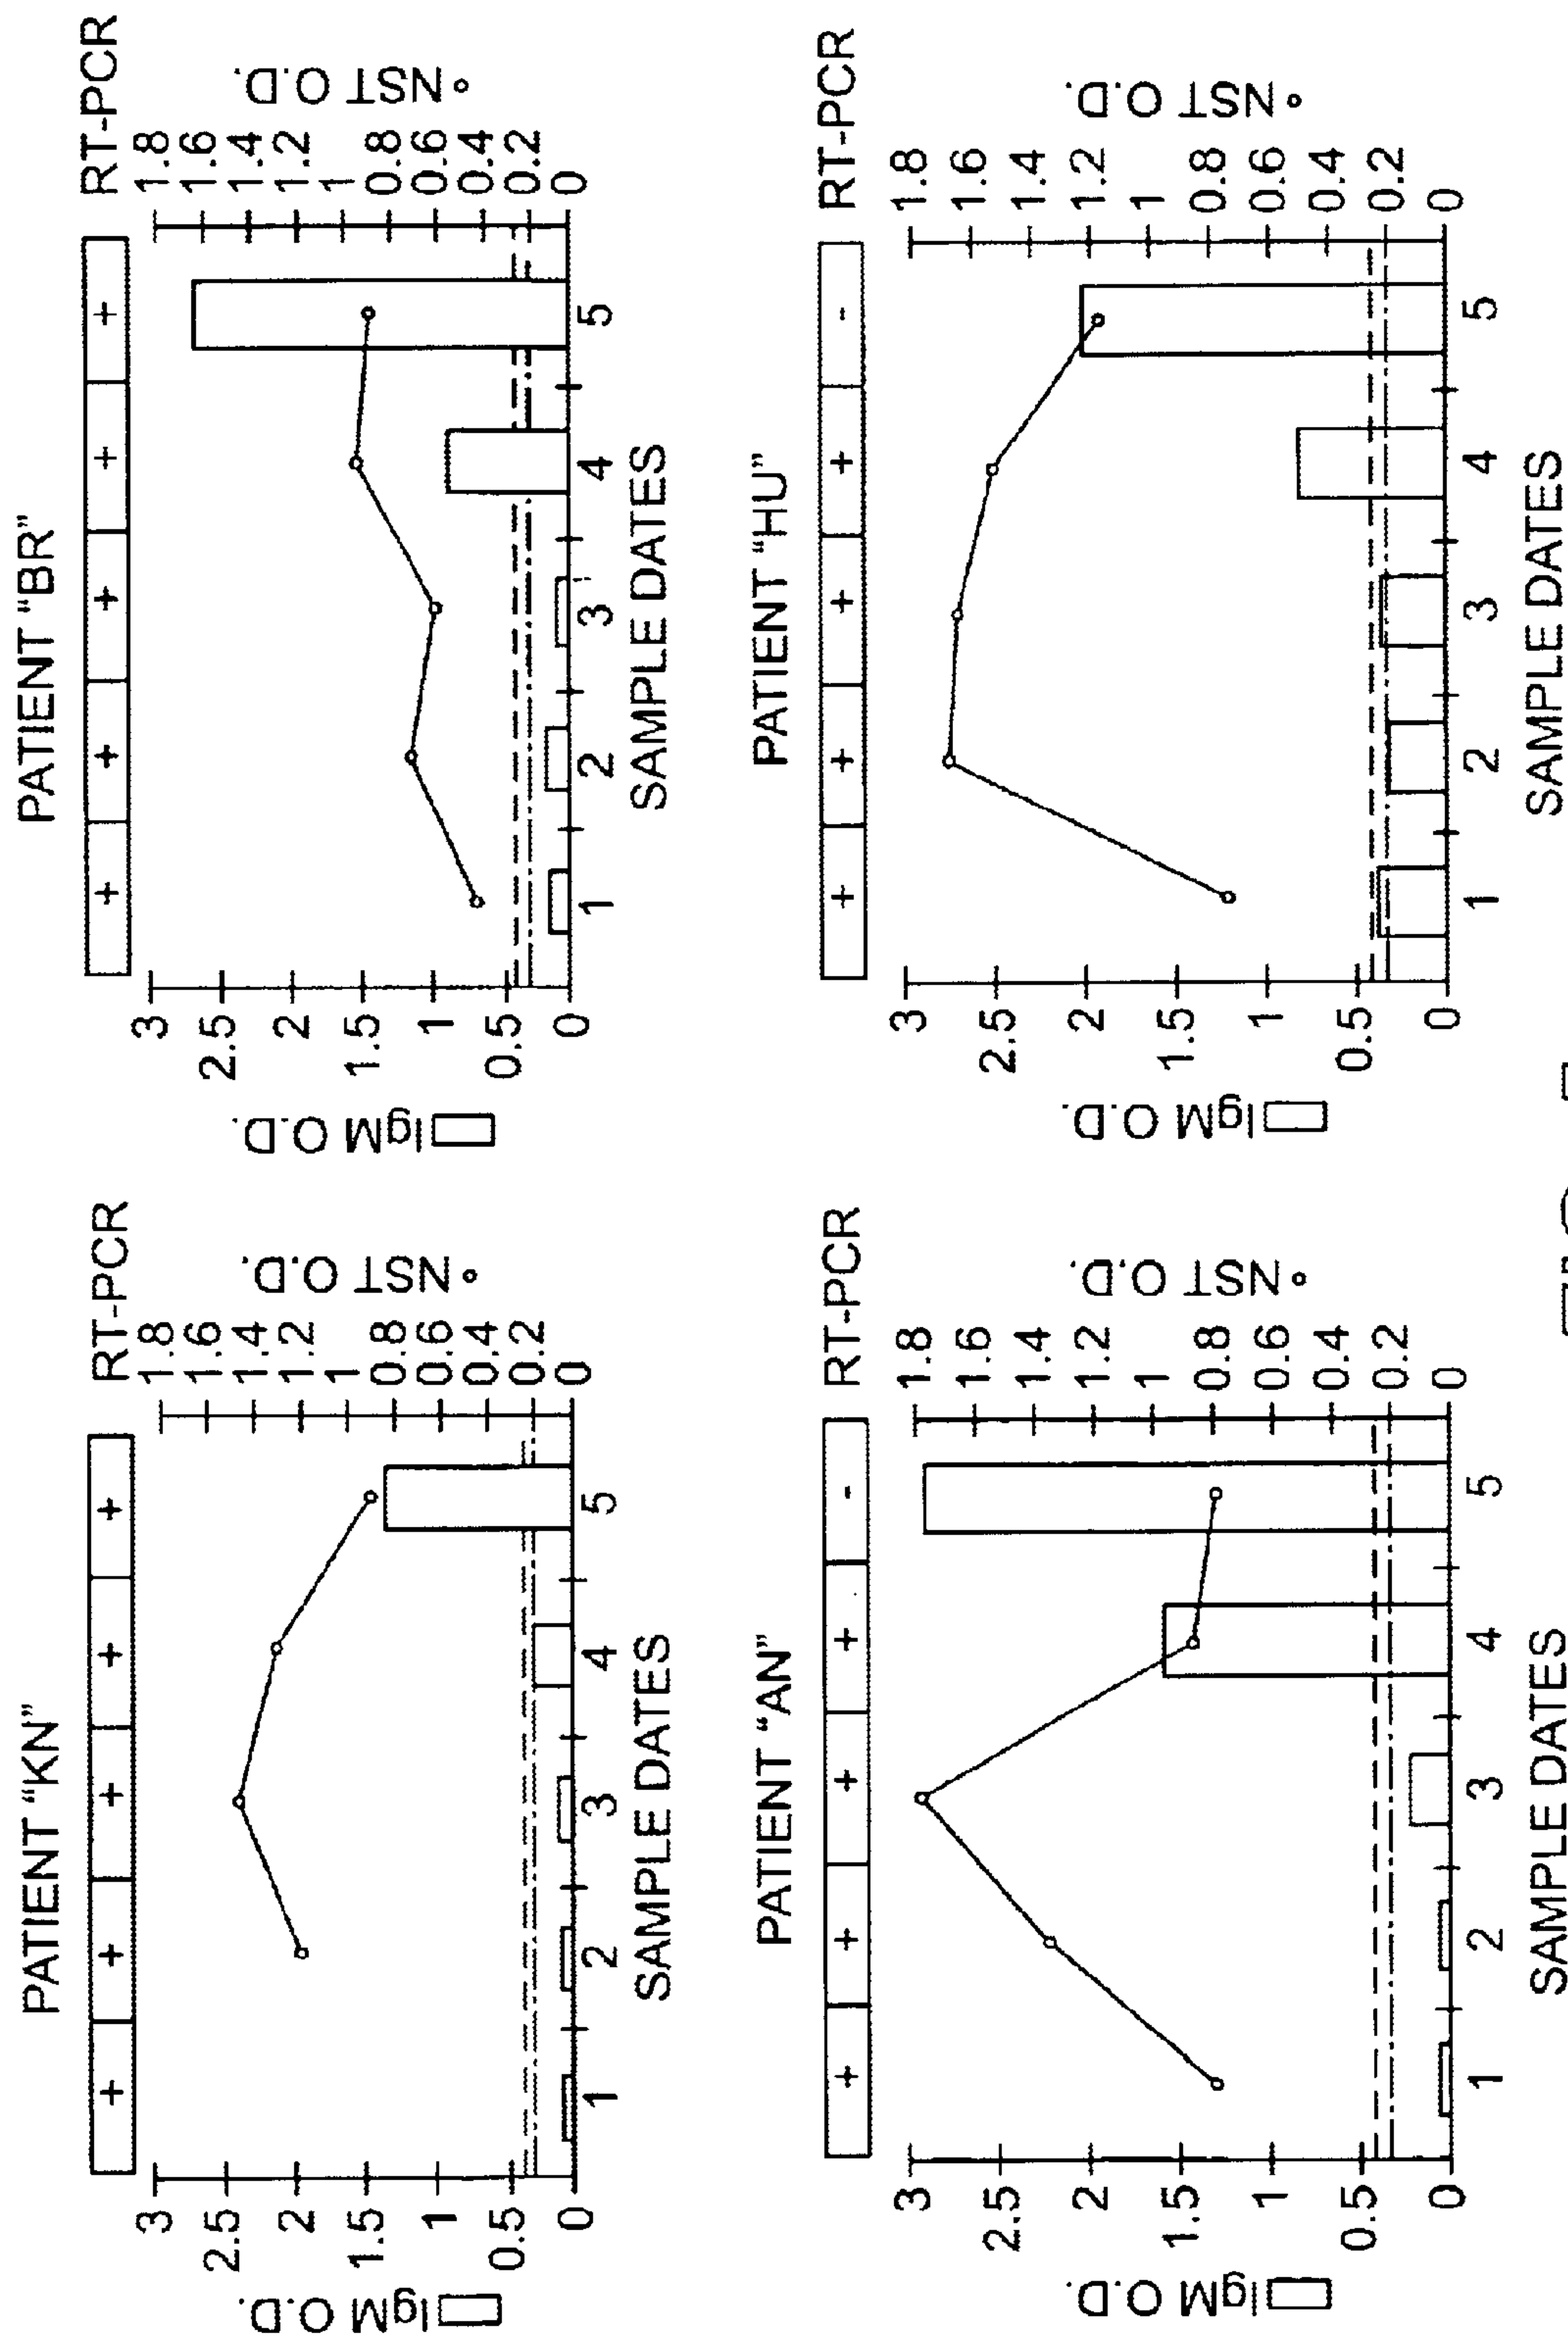 PATIENT "KN"
RT-PCR
+ + + + +
3
2.5
2
1.5
1
0.5
0
IgM O.D.
1.8
1.6
1.4
1.2
1
0.8
0.6
0.4
0.2
0
NST O.D.
1 2 3 4 5
SAMPLE DATES
PATIENT "BR"
RT-PCR
+ + + + +
3
2.5
2
1.5
1
0.5
0
IgM O.D.
1.8
1.6
1.4
1.2
1
0.8
0.6
0.4
0.2
0
NST O.D.
1 2 3 4 5
SAMPLE DATES
PATIENT "AN"
RT-PCR
+ + + + -
3
2.5
2
1.5
1
0.5
0
IgM O.D.
1.8
1.6
1.4
1.2
1
0.8
0.6
0.4
0.2
0
NST O.D.
1 2 3 4 5
SAMPLE DATES
PATIENT "HU"
RT-PCR
+ + + + -
3
2.5
2
1.5
1
0.5
0
IgM O.D.
1.8
1.6
1.4
1.2
1
0.8
0.6
0.4
0.2
0
NST O.D.
1 2 3 4 5
SAMPLE DATES